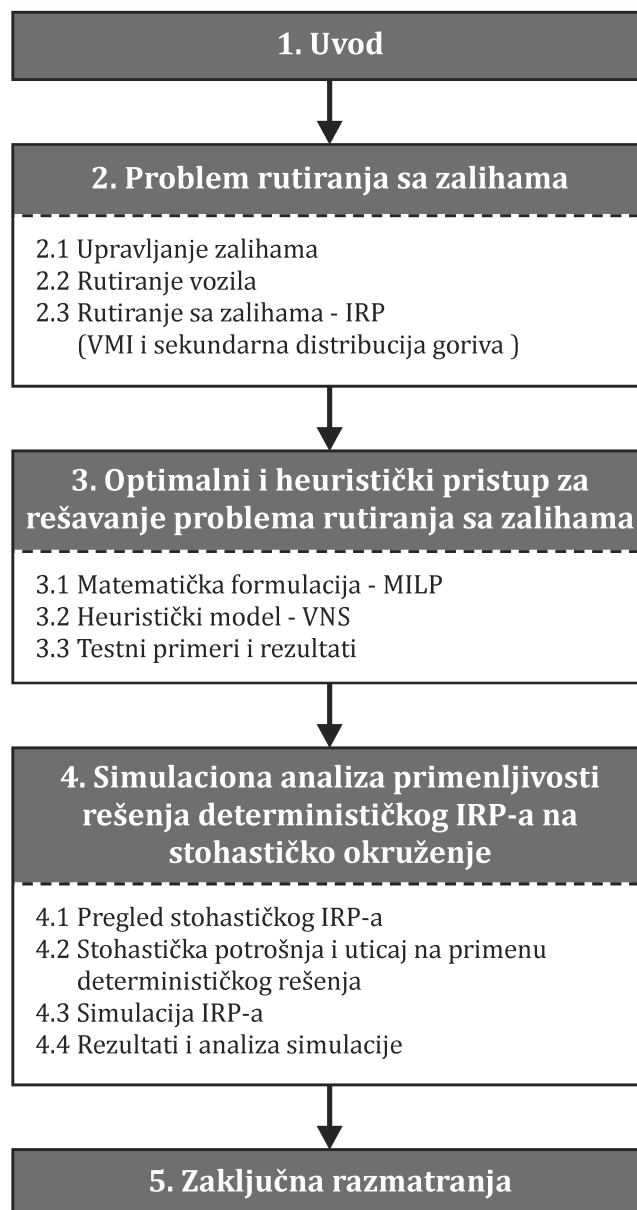 1. Uvod
2. Problem rutiranja sa zalihama
2.1 Upravljanje zalihama
2.2 Rutiranje vozila
2.3 Rutiranje sa zalihama - IRP
(VMI i sekundarna distribucija goriva )
3. Optimalni i heuristički pristup za
rešavanje problema rutiranja sa zalihama
3.1 Matematička formulacija - MILP
3.2 Heuristički model - VNS
3.3 Testni primeri i rezultati
4. Simulaciona analiza primenljivosti
rešenja determinističkog IRP-a na
stohastičko okruženje
4.1 Pregled stohastičkog IRP-a
4.2 Stohastička potrošnja i uticaj na primenu
determinističkog rešenja
4.3 Simulacija IRP-a
4.4 Rezultati i analiza simulacije
5. Zaključna razmatranja